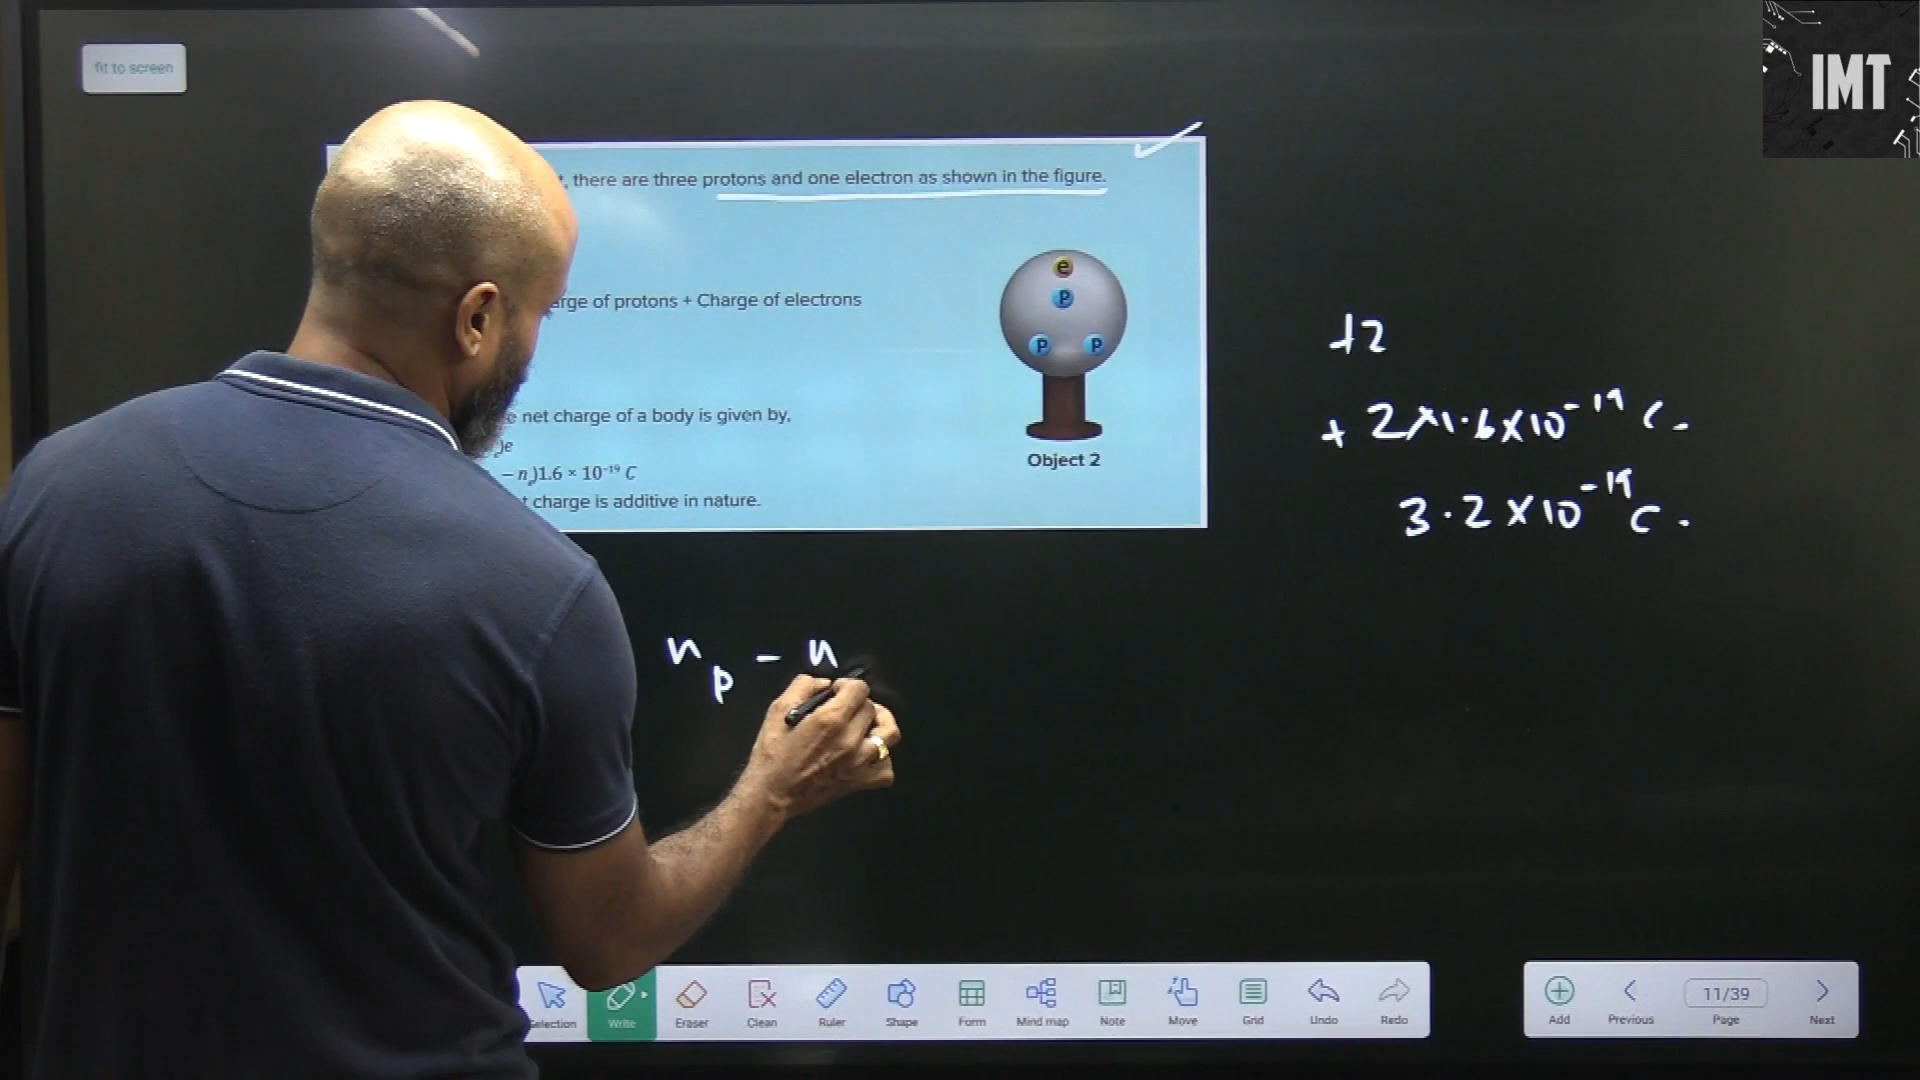 fit to screen
IMT
there are three protons and one electron as shown in the figure.
e
P
of protons + Charge of electrons
P P
+2
net charge of a body is given by,
+ 2×1.6×10⁻¹⁹ C.
)e
Object 2
− nₑ)1.6 × 10⁻¹⁹ C
charge is additive in nature.
3.2×10⁻¹⁹ C.
nₚ − n
Selection Write Eraser Clean Ruler Shape Form Mind map Note Move Grid Undo Redo
Add Previous 11/39 Page Next